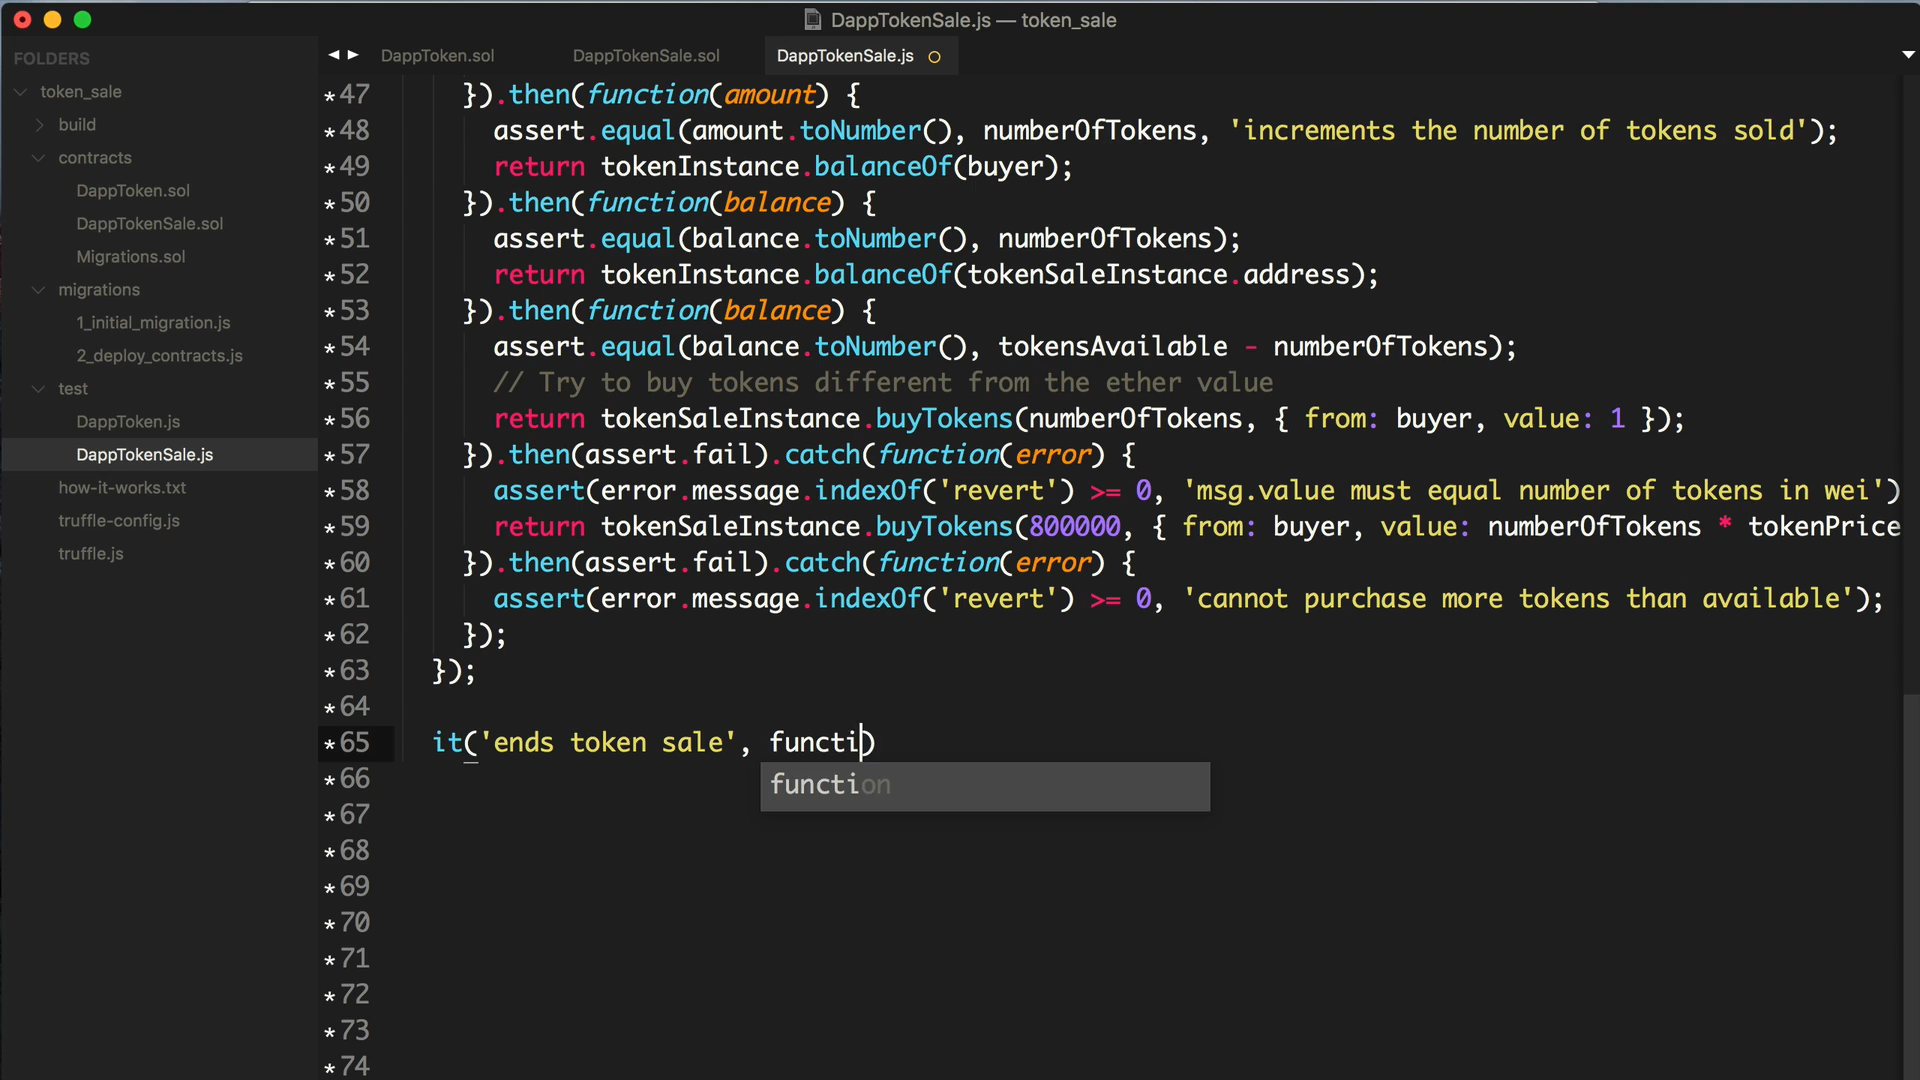 DappTokenSale.js — token_sale
FOLDERS
token_sale
build
contracts
DappToken.sol
DappTokenSale.sol
Migrations.sol
migrations
1_initial_migration.js
2_deploy_contracts.js
test
DappToken.js
DappTokenSale.js
how-it-works.txt
truffle-config.js
truffle.js
DappToken.sol DappTokenSale.sol DappTokenSale.js
*47 }).then(function(amount) {
*48 assert.equal(amount.toNumber(), numberOfTokens, 'increments the number of tokens sold');
*49 return tokenInstance.balanceOf(buyer);
*50 }).then(function(balance) {
*51 assert.equal(balance.toNumber(), numberOfTokens);
*52 return tokenInstance.balanceOf(tokenSaleInstance.address);
*53 }).then(function(balance) {
*54 assert.equal(balance.toNumber(), tokensAvailable - numberOfTokens);
*55 // Try to buy tokens different from the ether value
*56 return tokenSaleInstance.buyTokens(numberOfTokens, { from: buyer, value: 1 });
*57 }).then(assert.fail).catch(function(error) {
*58 assert(error.message.indexOf('revert') >= 0, 'msg.value must equal number of tokens in wei')
*59 return tokenSaleInstance.buyTokens(800000, { from: buyer, value: numberOfTokens * tokenPrice
*60 }).then(assert.fail).catch(function(error) {
*61 assert(error.message.indexOf('revert') >= 0, 'cannot purchase more tokens than available');
*62 });
*63 });
*64
*65 it('ends token sale', functi)
function
*66
*67
*68
*69
*70
*71
*72
*73
*74